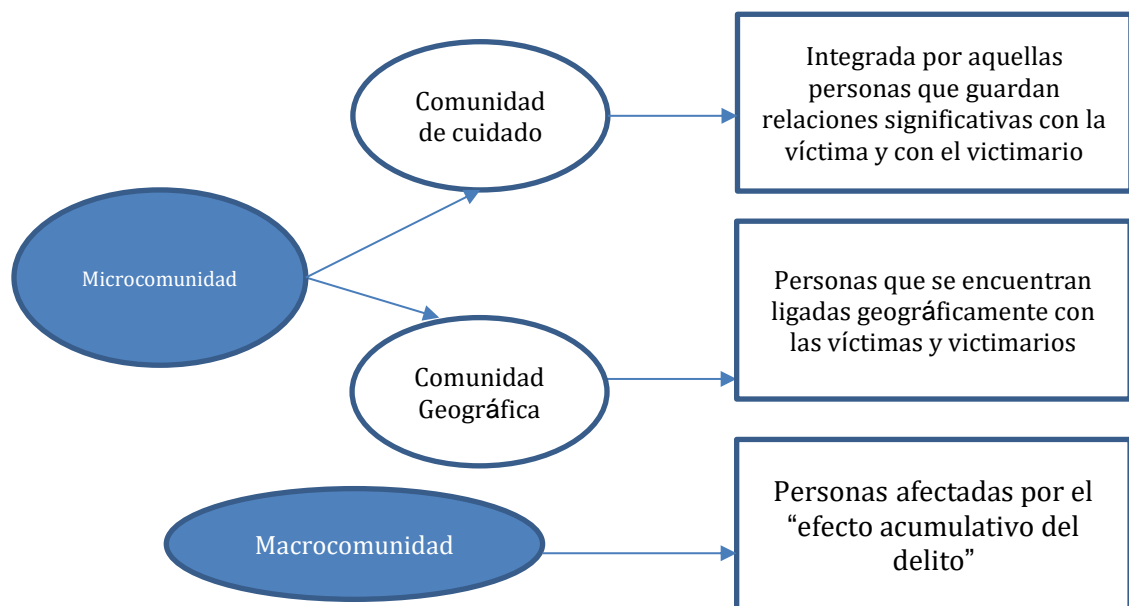 Microcomunidad
Comunidad
de cuidado
Integrada por aquellas
personas que guardan
relaciones significativas con la
víctima y con el victimario
Comunidad
Geográfica
Personas que se encuentran
ligadas geográficamente con
las víctimas y victimarios
Macrocomunidad
Personas afectadas por el
“efecto acumulativo del
delito”